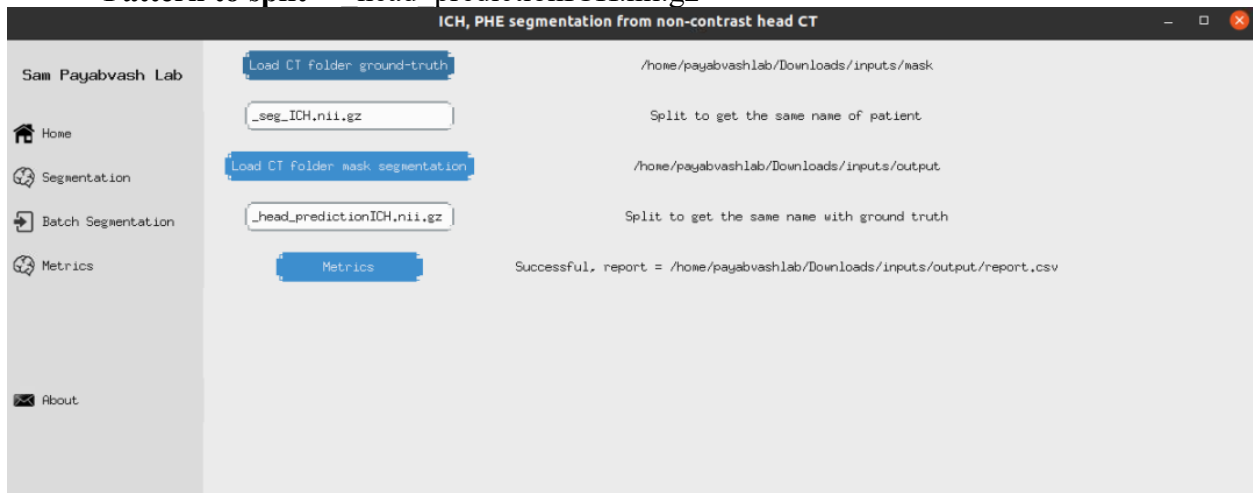 ICH, PHE segmentation from non-contrast head CT
Sam Payabvash Lab
Home
Segmentation
Batch Segmentation
Metrics
About
Load CT folder ground-truth /home/payabvashlab/Downloads/inputs/mask
_seg_ICH.nii.gz Split to get the same name of patient
Load CT folder mask segmentation /home/payabvashlab/Downloads/inputs/output
_head_predictionICH.nii.gz Split to get the same name with ground truth
Metrics Successful, report = /home/payabvashlab/Downloads/inputs/output/report.csv